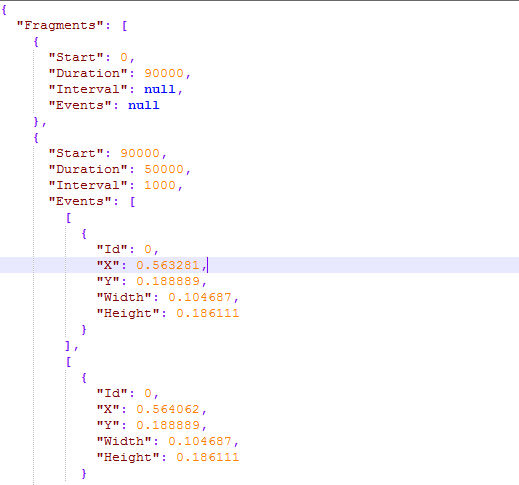 {
"Fragments": [
{
"Start": 0,
"Duration": 90000,
"Interval": null,
"Events": null
},
{
"Start": 90000,
"Duration": 50000,
"Interval": 1000,
"Events": [
[
{
"Id": 0,
"X": 0.563281,
"Y": 0.188889,
"Width": 0.104687,
"Height": 0.186111
}
],
[
{
"Id": 0,
"X": 0.564062,
"Y": 0.188889,
"Width": 0.104687,
"Height": 0.186111
}